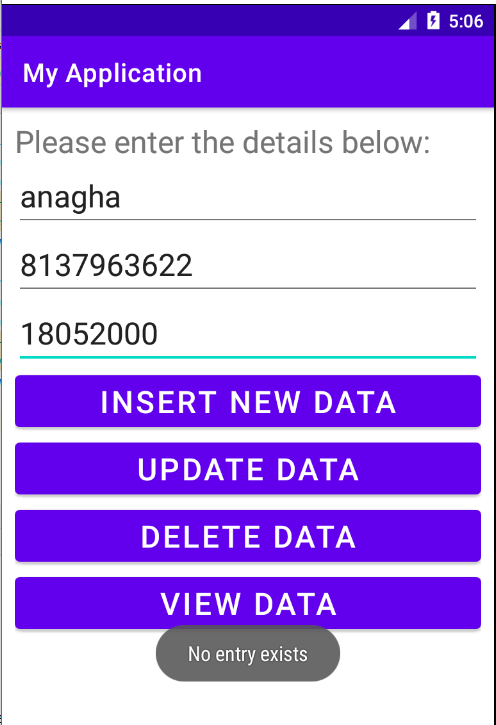 5:06
My Application
Please enter the details below:
anagha
8137963622
18052000
INSERT NEW DATA
UPDATE DATA
DELETE DATA
VIEW DATA
No entry exists